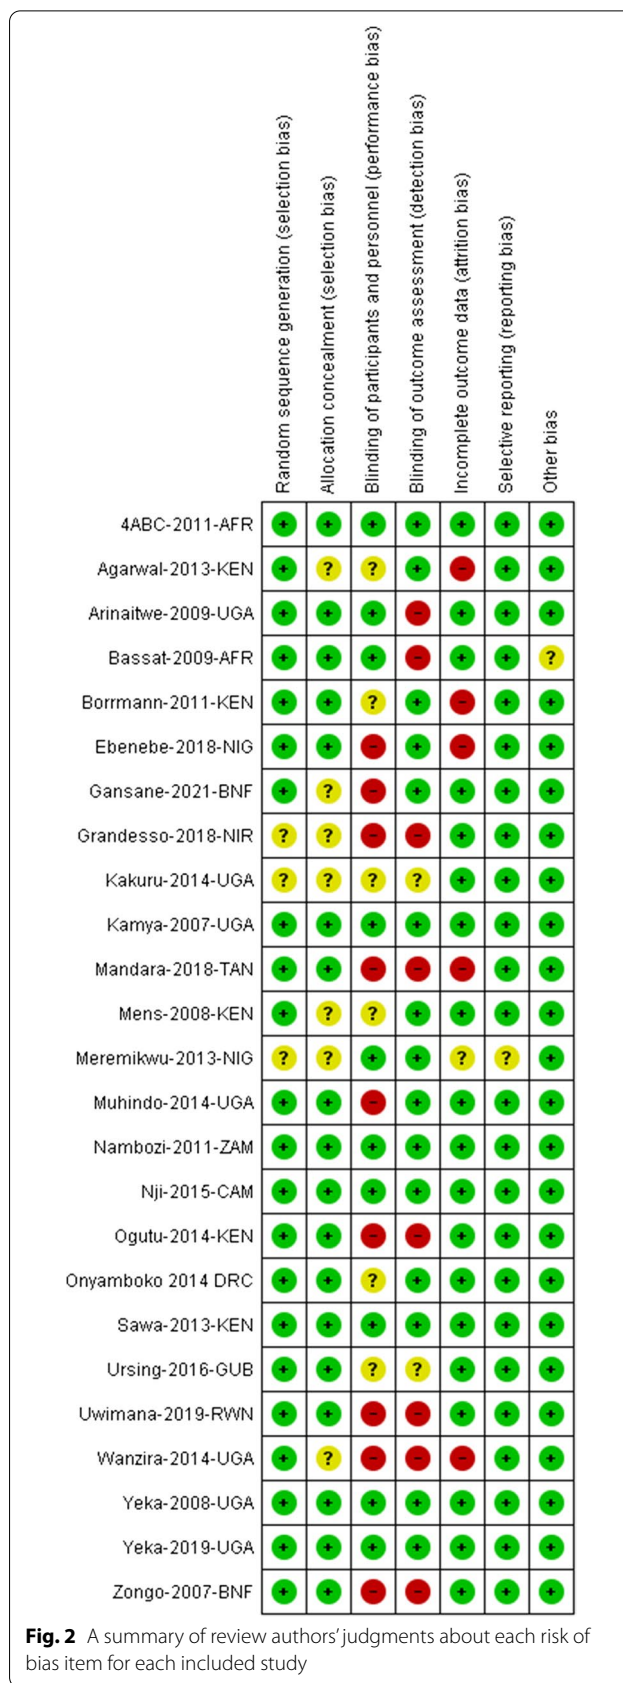 Random sequence generation (selection bias)
Allocation concealment (selection bias)
Blinding of participants and personnel (performance bias)
Blinding of outcome assessment (detection bias)
Incomplete outcome data (attrition bias)
Selective reporting (reporting bias)
Other bias
4ABC-2011-AFR + + + + + + +
Agarwal-2013-KEN + ? ? + - + +
Arinaitwe-2009-UGA + + + - + + +
Bassat-2009-AFR + + + - + + ?
Borrmann-2011-KEN + + ? + - + +
Ebenebe-2018-NIG + + - + - + +
Gansane-2021-BNF + ? - + + + +
Grandesso-2018-NIR ? ? - - + + +
Kakuru-2014-UGA ? ? ? ? + + +
Kamya-2007-UGA + + + + + + +
Mandara-2018-TAN + + - - - + +
Mens-2008-KEN + ? ? + + + +
Meremikwu-2013-NIG ? ? + + ? ? +
Muhindo-2014-UGA + + - + + + +
Nambozi-2011-ZAM + + + + + + +
Nji-2015-CAM + + + + + + +
Ogutu-2014-KEN + + - - + + +
Onyamboko 2014 DRC + + ? + + + +
Sawa-2013-KEN + + + + + + +
Ursing-2016-GUB + + ? ? + + +
Uwimana-2019-RWN + + - - + + +
Wanzira-2014-UGA + ? - - - + +
Yeka-2008-UGA + + + + + + +
Yeka-2019-UGA + + + + + + +
Zongo-2007-BNF + + - - + + +
Fig. 2 A summary of review authors' judgments about each risk of
bias item for each included study